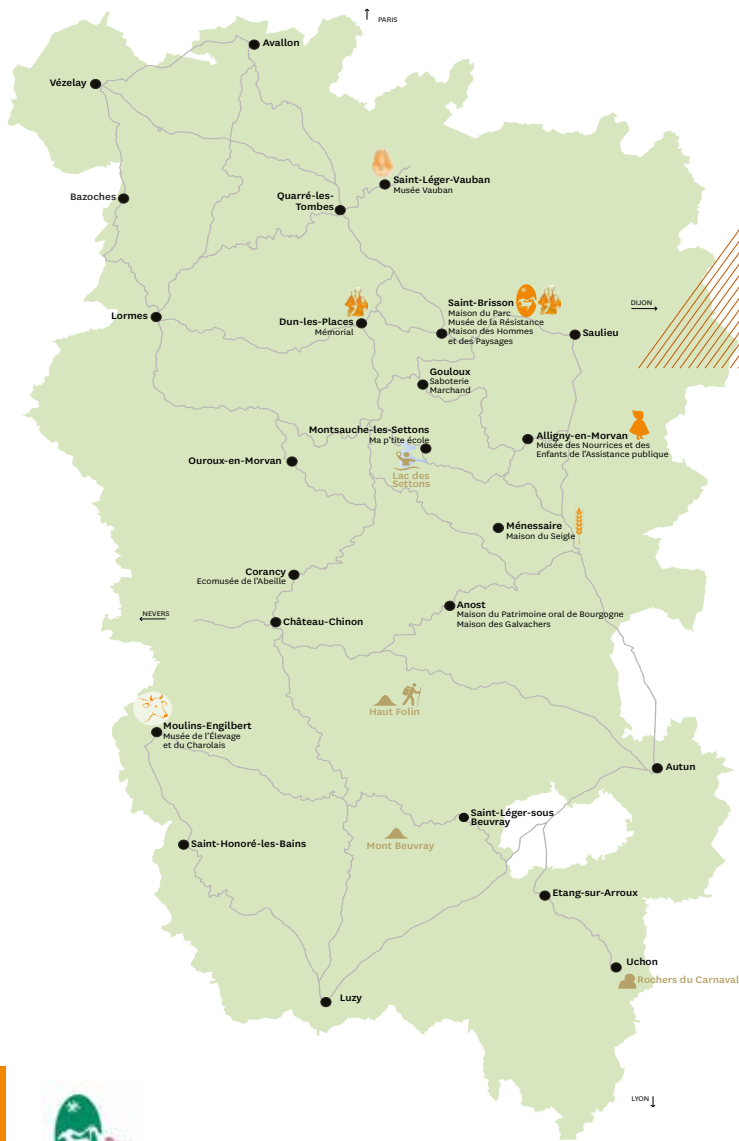 PARIS
Avallon
Vézelay
Saint-Léger-Vauban
Musée Vauban
Bazoches
Quarré-les-
Tombes
Saint-Brisson
Maison du Parc
Musée de la Résistance
Maison des Hommes
et des Paysages
DIJON
Lormes
Dun-les-Places
Mémorial
Saulieu
Gouloux
Saboterie
Marchand
Montsauche-les-Settons
Ma p'tite école
Alligny-en-Morvan
Musée des Nourrices et des
Enfants de l'Assistance publique
Ouroux-en-Morvan
Lac des
Settons
Ménessaire
Maison du Seigle
Corancy
Ecomusée de l'Abeille
Anost
Maison du Patrimoine oral de Bourgogne
Maison des Galvachers
NEVERS
Château-Chinon
Haut Folin
Moulins-Engilbert
Musée de l'Élevage
et du Charolais
Autun
Saint-Léger-sous
Beuvray
Mont Beuvray
Saint-Honoré-les-Bains
Etang-sur-Arroux
Uchon
Rochers du Carnaval
Luzy
LYON